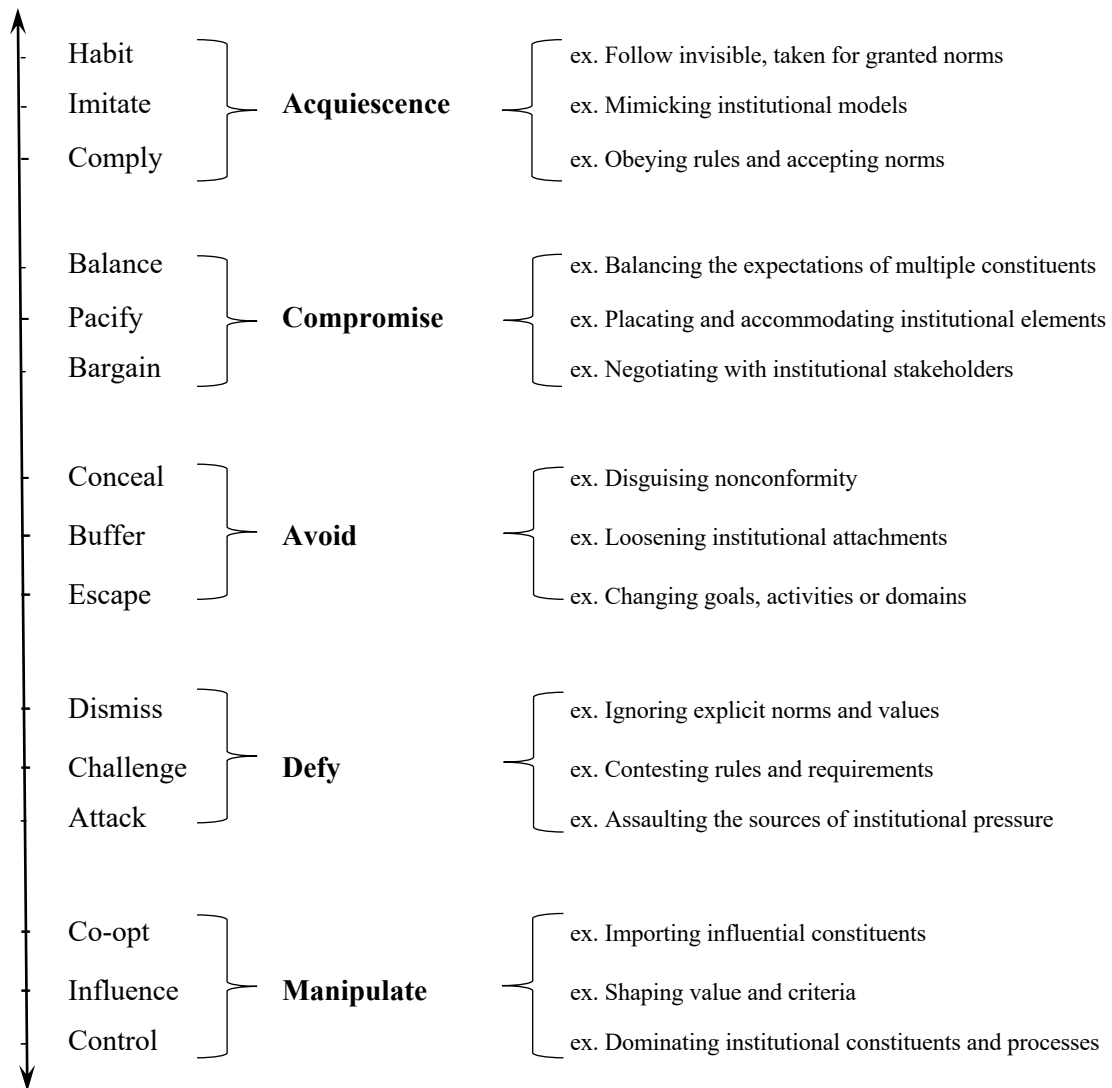 Habit ex. Follow invisible, taken for granted norms
Imitate Acquiescence ex. Mimicking institutional models
Comply ex. Obeying rules and accepting norms
Balance ex. Balancing the expectations of multiple constituents
Pacify Compromise ex. Placating and accommodating institutional elements
Bargain ex. Negotiating with institutional stakeholders
Conceal ex. Disguising nonconformity
Buffer Avoid ex. Loosening institutional attachments
Escape ex. Changing goals, activities or domains
Dismiss ex. Ignoring explicit norms and values
Challenge Defy ex. Contesting rules and requirements
Attack ex. Assaulting the sources of institutional pressure
Co-opt ex. Importing influential constituents
Influence Manipulate ex. Shaping value and criteria
Control ex. Dominating institutional constituents and processes